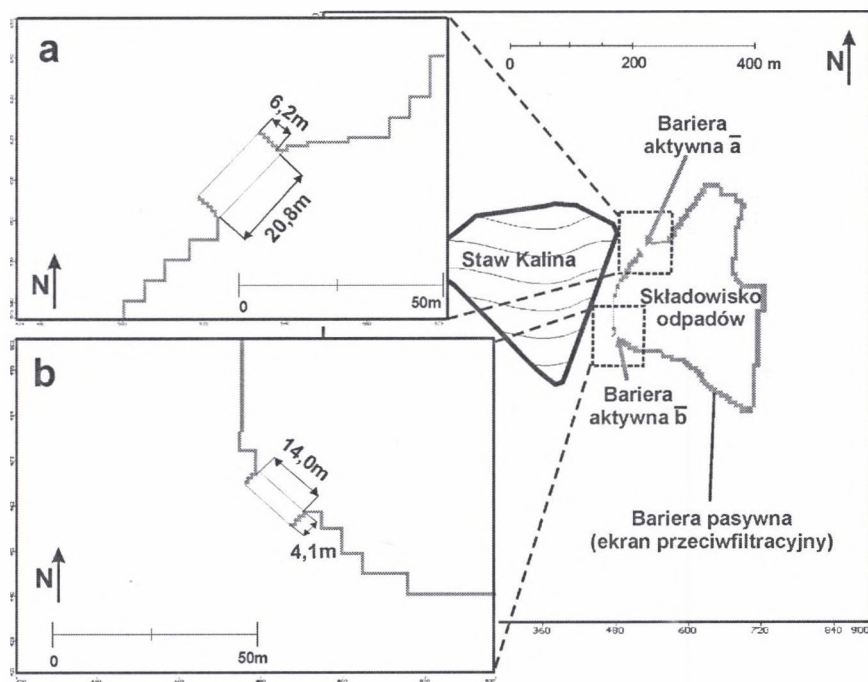 a
6,2m
20,8m
N
0
50m
b
14,0m
4,1m
N
0
50m
0
200
400 m
N
Bariera
aktywna a̅
Staw Kalina
Składowisko
odpadów
Bariera
aktywna b̅
Bariera pasywna
(ekran przeciwfiltracyjny)
360
480
600
720
840
900